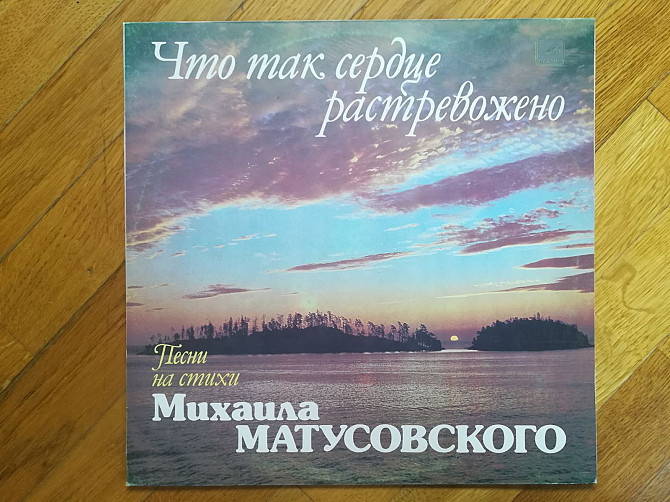 Что так сердце
растревожено
Песни
на стихи
Михаила
МАТУСОВСКОГО